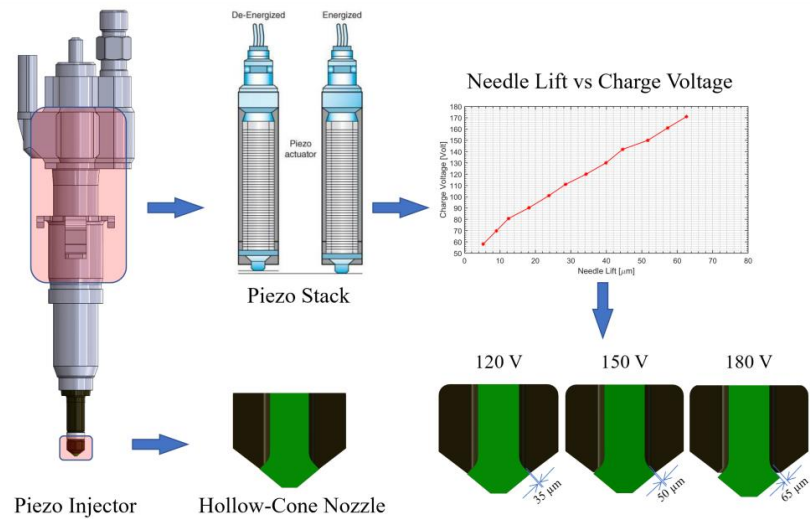 De-Energized
Energized
Piezo
actuator
Piezo Stack
Needle Lift vs Charge Voltage
Charge Voltage [Volt]
180
170
160
150
140
130
120
110
100
90
80
70
60
50
0 10 20 30 40 50 60 70 80
Needle Lift [μm]
120 V
150 V
180 V
35 μm
50 μm
65 μm
Piezo Injector
Hollow-Cone Nozzle